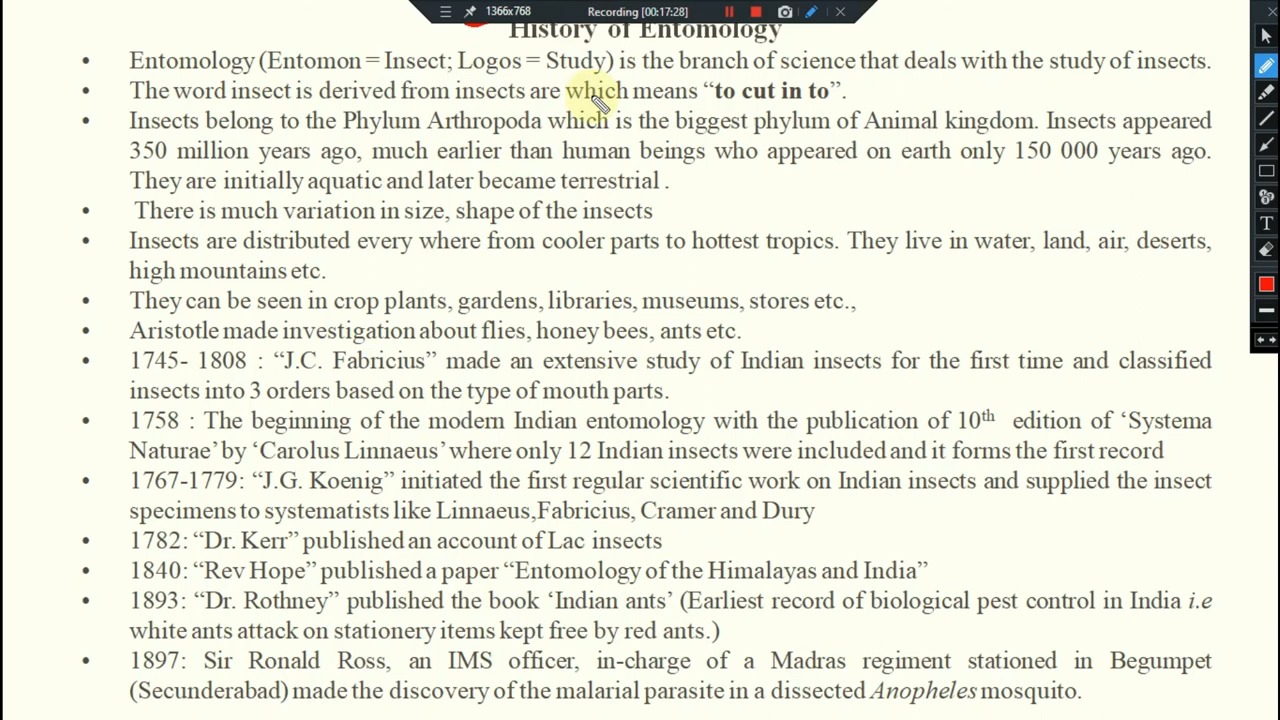 1366x768
Recording [00:17:28]
History of Entomology
• Entomology (Entomon = Insect; Logos = Study) is the branch of science that deals with the study of insects.
• The word insect is derived from insects are which means “to cut in to”.
• Insects belong to the Phylum Arthropoda which is the biggest phylum of Animal kingdom. Insects appeared
350 million years ago, much earlier than human beings who appeared on earth only 150 000 years ago.
They are initially aquatic and later became terrestrial .
• There is much variation in size, shape of the insects
• Insects are distributed every where from cooler parts to hottest tropics. They live in water, land, air, deserts,
high mountains etc.
• They can be seen in crop plants, gardens, libraries, museums, stores etc.,
• Aristotle made investigation about flies, honey bees, ants etc.
• 1745- 1808 : “J.C. Fabricius” made an extensive study of Indian insects for the first time and classified
insects into 3 orders based on the type of mouth parts.
• 1758 : The beginning of the modern Indian entomology with the publication of 10th edition of ‘Systema
Naturae’ by ‘Carolus Linnaeus’ where only 12 Indian insects were included and it forms the first record
• 1767-1779: “J.G. Koenig” initiated the first regular scientific work on Indian insects and supplied the insect
specimens to systematists like Linnaeus,Fabricius, Cramer and Dury
• 1782: “Dr. Kerr” published an account of Lac insects
• 1840: “Rev Hope” published a paper “Entomology of the Himalayas and India”
• 1893: “Dr. Rothney” published the book ‘Indian ants’ (Earliest record of biological pest control in India i.e
white ants attack on stationery items kept free by red ants.)
• 1897: Sir Ronald Ross, an IMS officer, in-charge of a Madras regiment stationed in Begumpet
(Secunderabad) made the discovery of the malarial parasite in a dissected Anopheles mosquito.
T